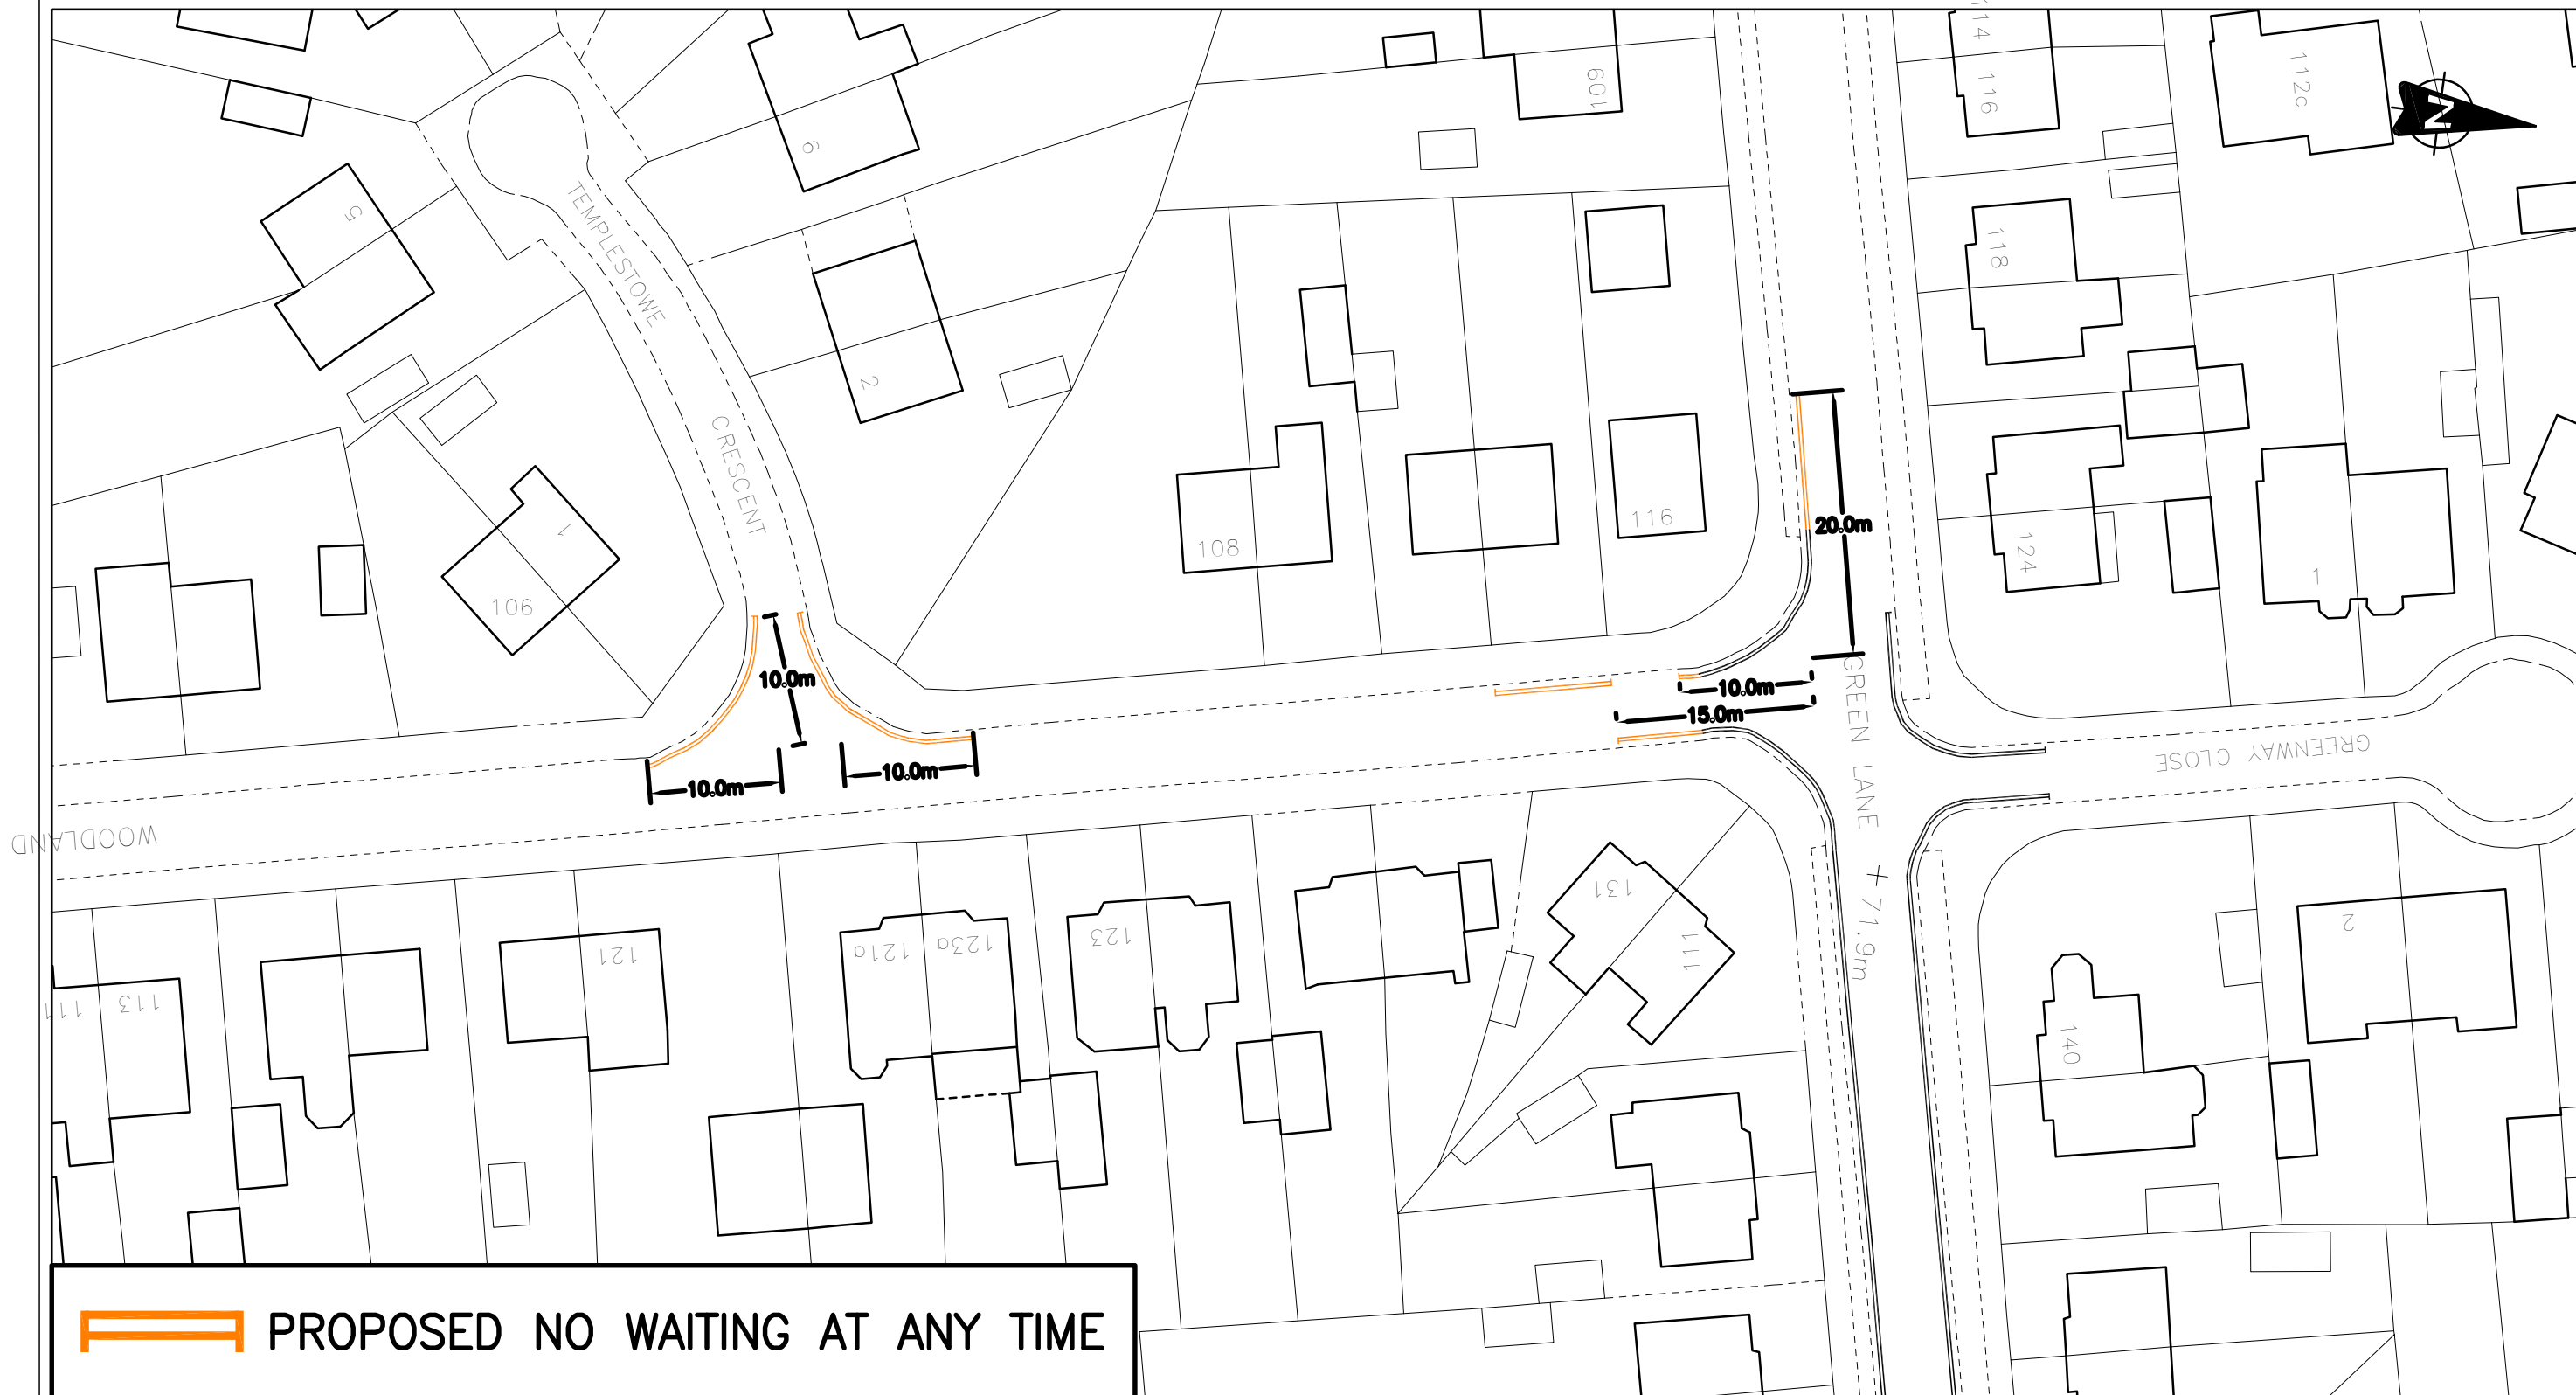 114
116
112c
109
N
6
5
TEMPLESTOWE
118
2
CRESCENT
20.0m
116
108
124
1
1
106
10.0m
10.0m
15.0m
GREEN LANE
GREENWAY CLOSE
10.0m
10.0m
WOODLAND
+ 71.9m
131
111
121
121a
123a
123
2
111
113
140
PROPOSED NO WAITING AT ANY TIME